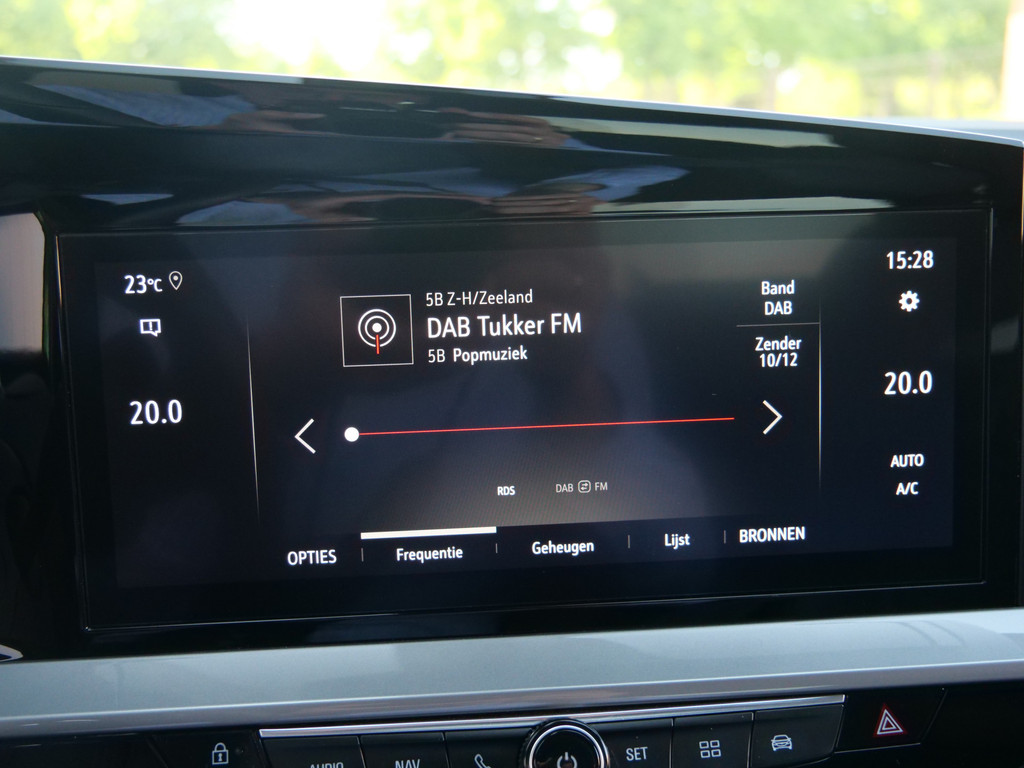 23°C
15:28
5B Z-H/Zeeland
DAB Tukker FM
5B Popmuziek
Band
DAB
Zender
10/12
20.0
20.0
AUTO
A/C
RDS
DAB FM
OPTIES
Frequentie
Geheugen
Lijst
BRONNEN
AUDIO
NAV
SET